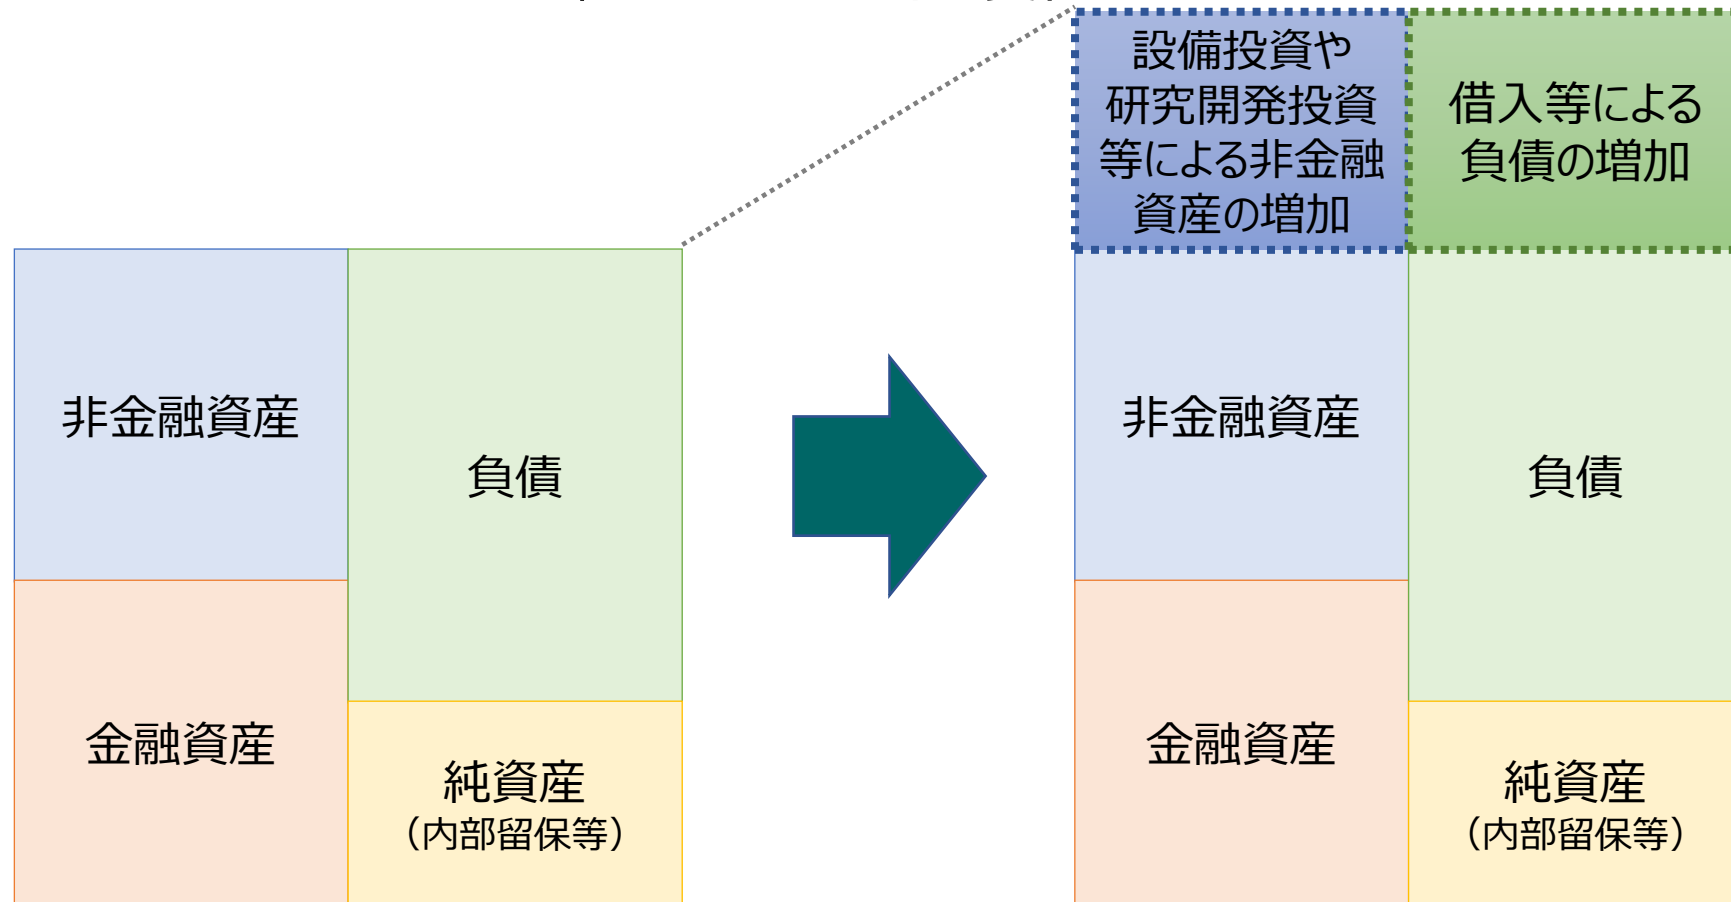 非金融資産
負債
金融資産
純資産
（内部留保等）
設備投資や
研究開発投資
等による非金融
資産の増加
借入等による
負債の増加
非金融資産
負債
金融資産
純資産
（内部留保等）